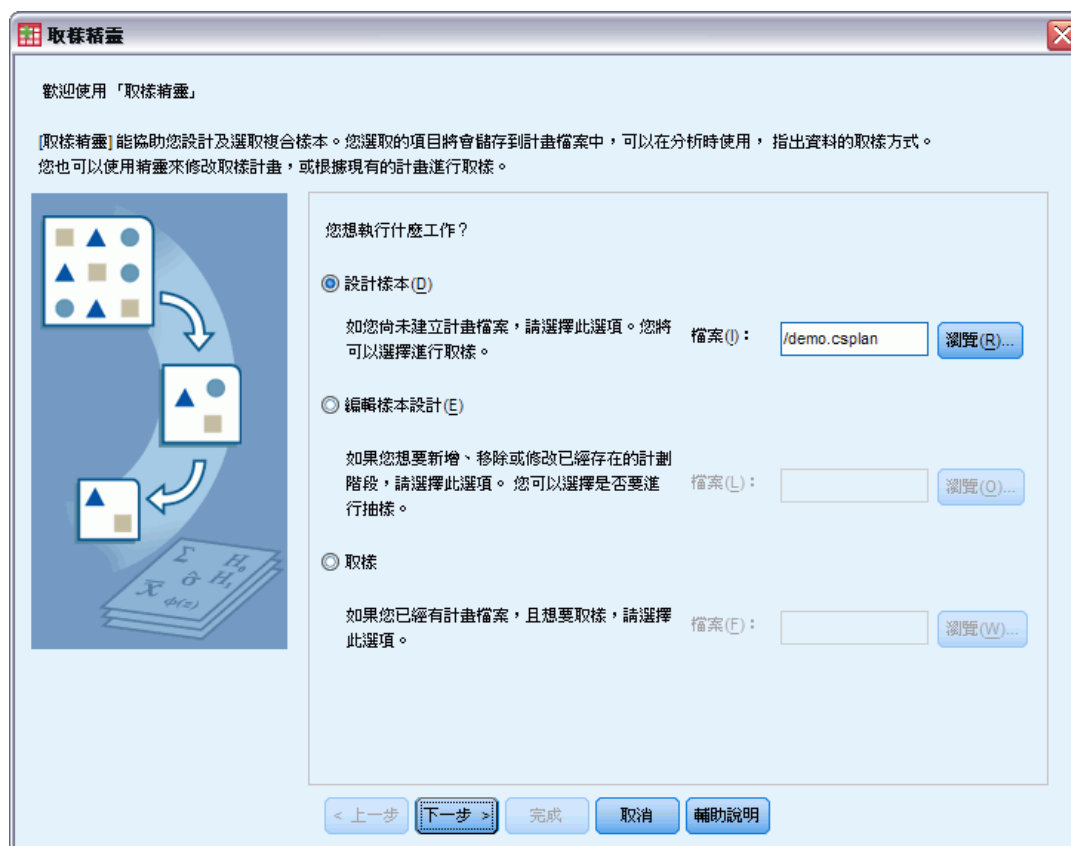 取樣精靈
歡迎使用「取樣精靈」
[取樣精靈] 能協助您設計及選取複合樣本。您選取的項目將會儲存到計畫檔案中，可以在分析時使用， 指出資料的取樣方式。
您也可以使用精靈來修改取樣計畫，或根據現有的計畫進行取樣。
您想執行什麼工作？
設計樣本(D)
如您尚未建立計畫檔案，請選擇此選項。您將
可以選擇進行取樣。
檔案(I)： /demo.csplan 瀏覽(R)...
編輯樣本設計(E)
如果您想要新增、移除或修改已經存在的計劃
階段，請選擇此選項。 您可以選擇是否要進
行抽樣。
檔案(L)： 瀏覽(O)...
取樣
如果您已經有計畫檔案，且想要取樣，請選擇
此選項。
檔案(F)： 瀏覽(W)...
Σ H₀
x̄ σ̂ H₁
φ(z)
< 上一步 下一步 > 完成 取消 輔助說明